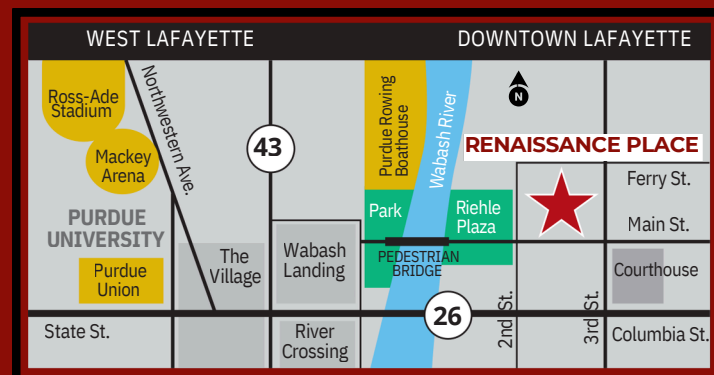 WEST LAFAYETTE
DOWNTOWN LAFAYETTE
Ross-Ade
Stadium
Northwestern Ave.
Mackey
Arena
43
Purdue Rowing
Boathouse
Wabash River
N
RENAISSANCE PLACE
Ferry St.
PURDUE
UNIVERSITY
Park
Riehle
Plaza
Main St.
Purdue
Union
The
Village
Wabash
Landing
PEDESTRIAN
BRIDGE
Courthouse
2nd St.
3rd St.
26
State St.
River
Crossing
Columbia St.